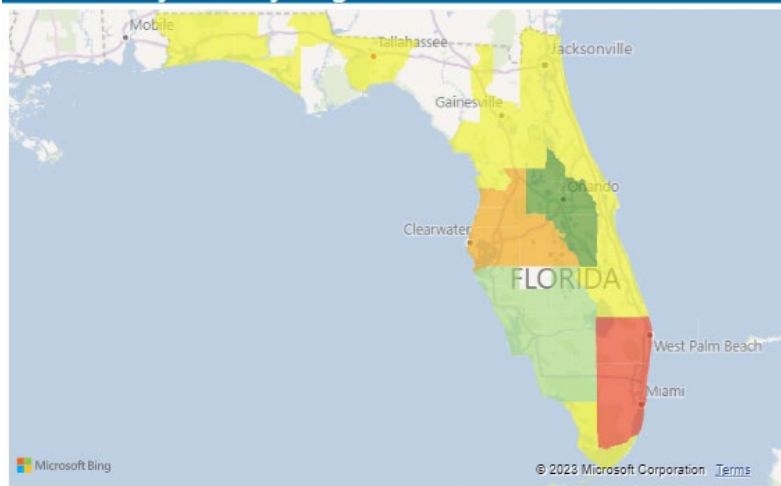 Mobile
Tallahassee
Jacksonville
Gainesville
Orlando
Clearwater
FLORIDA
West Palm Beach
Miami
Microsoft Bing
© 2023 Microsoft Corporation Terms